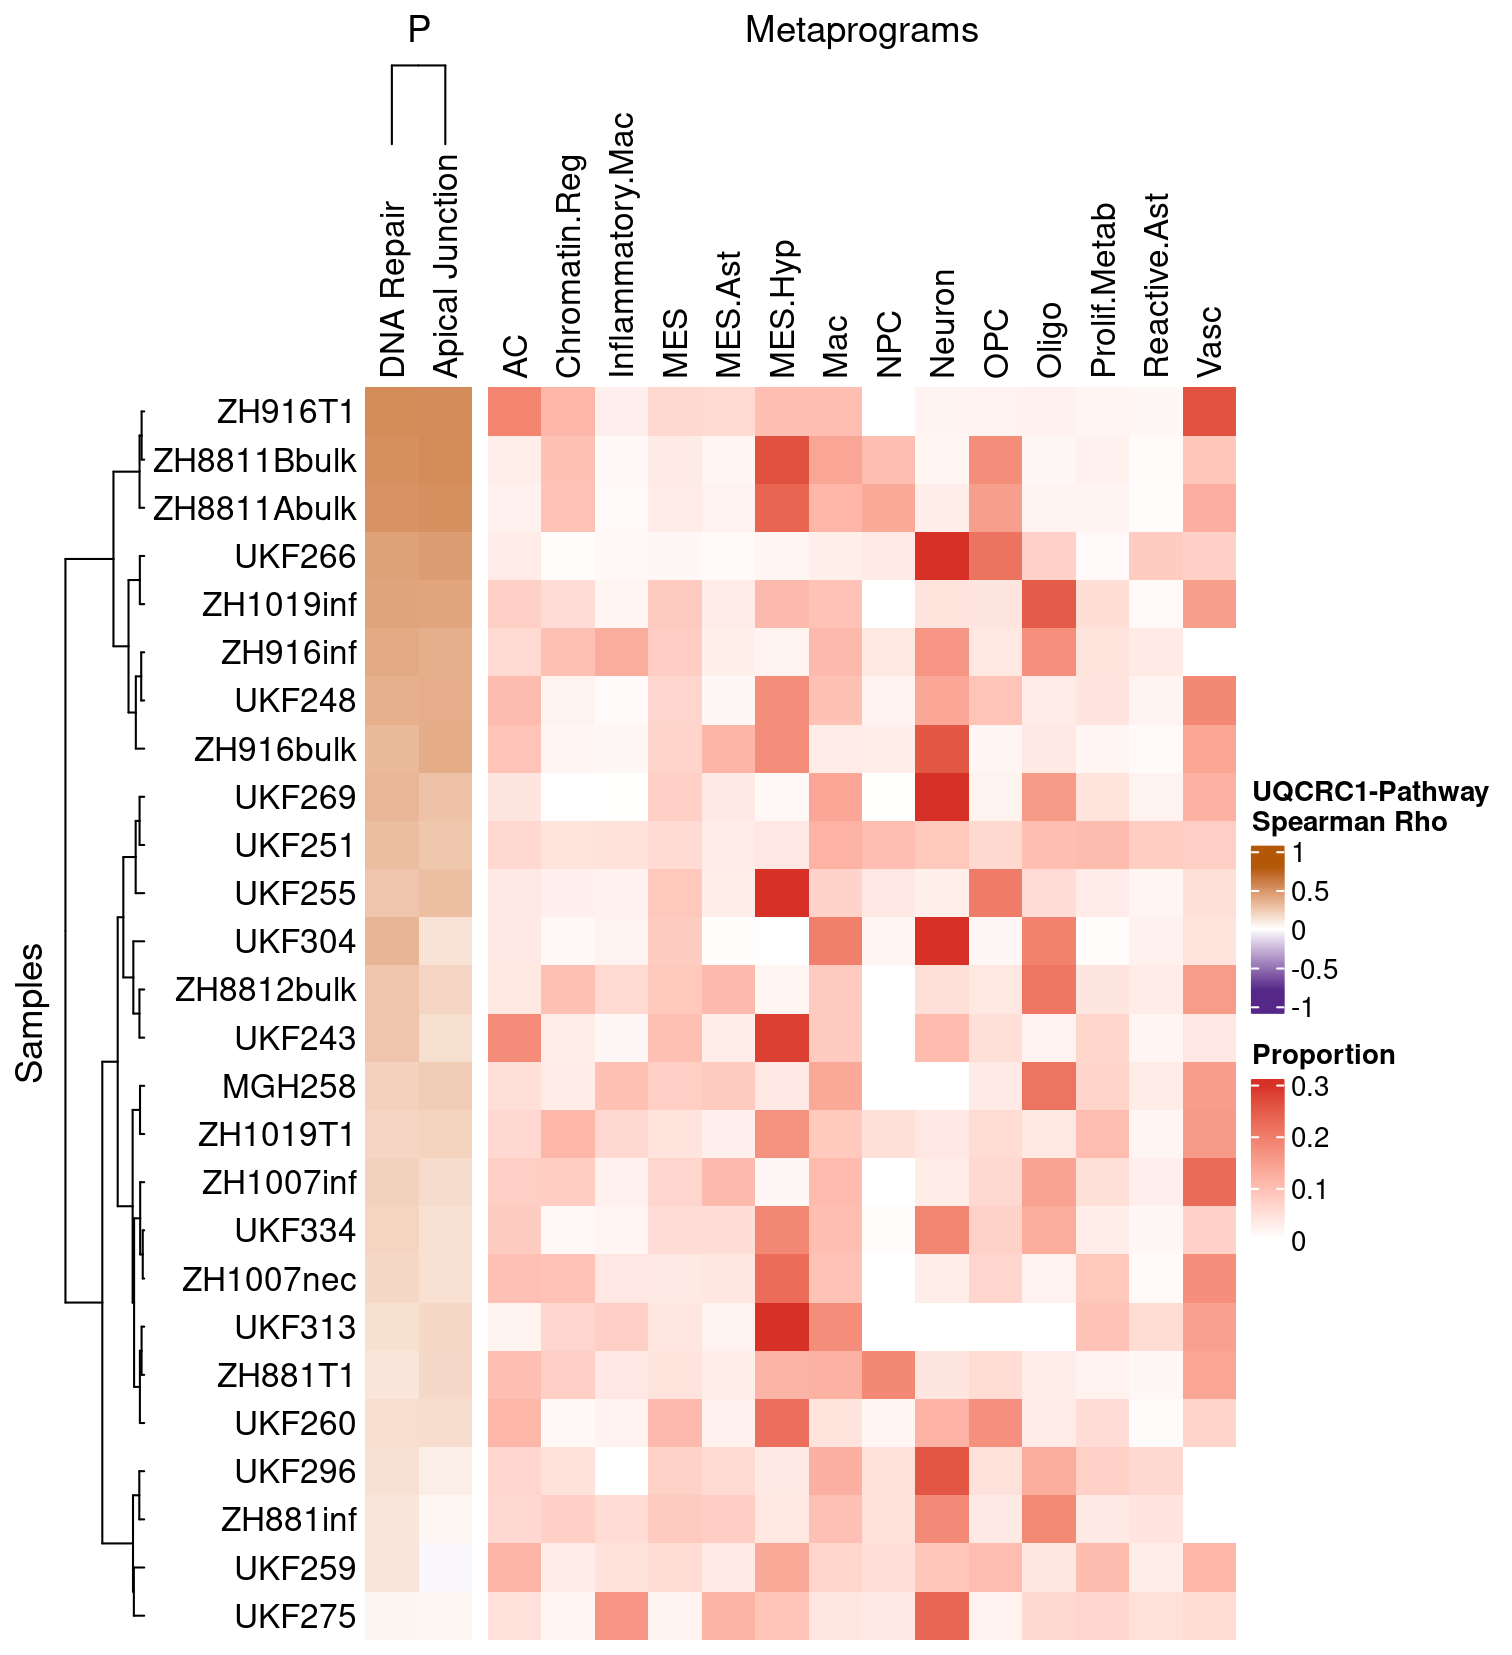 P
Metaprograms
DNA Repair
Apical Junction
AC
Chromatin.Reg
Inflammatory.Mac
MES
MES.Ast
MES.Hyp
Mac
NPC
Neuron
OPC
Oligo
Prolif.Metab
Reactive.Ast
Vasc
Samples
ZH916T1
ZH8811Bbulk
ZH8811Abulk
UKF266
ZH1019inf
ZH916inf
UKF248
ZH916bulk
UKF269
UKF251
UKF255
UKF304
ZH8812bulk
UKF243
MGH258
ZH1019T1
ZH1007inf
UKF334
ZH1007nec
UKF313
ZH881T1
UKF260
UKF296
ZH881inf
UKF259
UKF275
UQCRC1-Pathway
Spearman Rho
1
0.5
0
-0.5
-1
Proportion
0.3
0.2
0.1
0